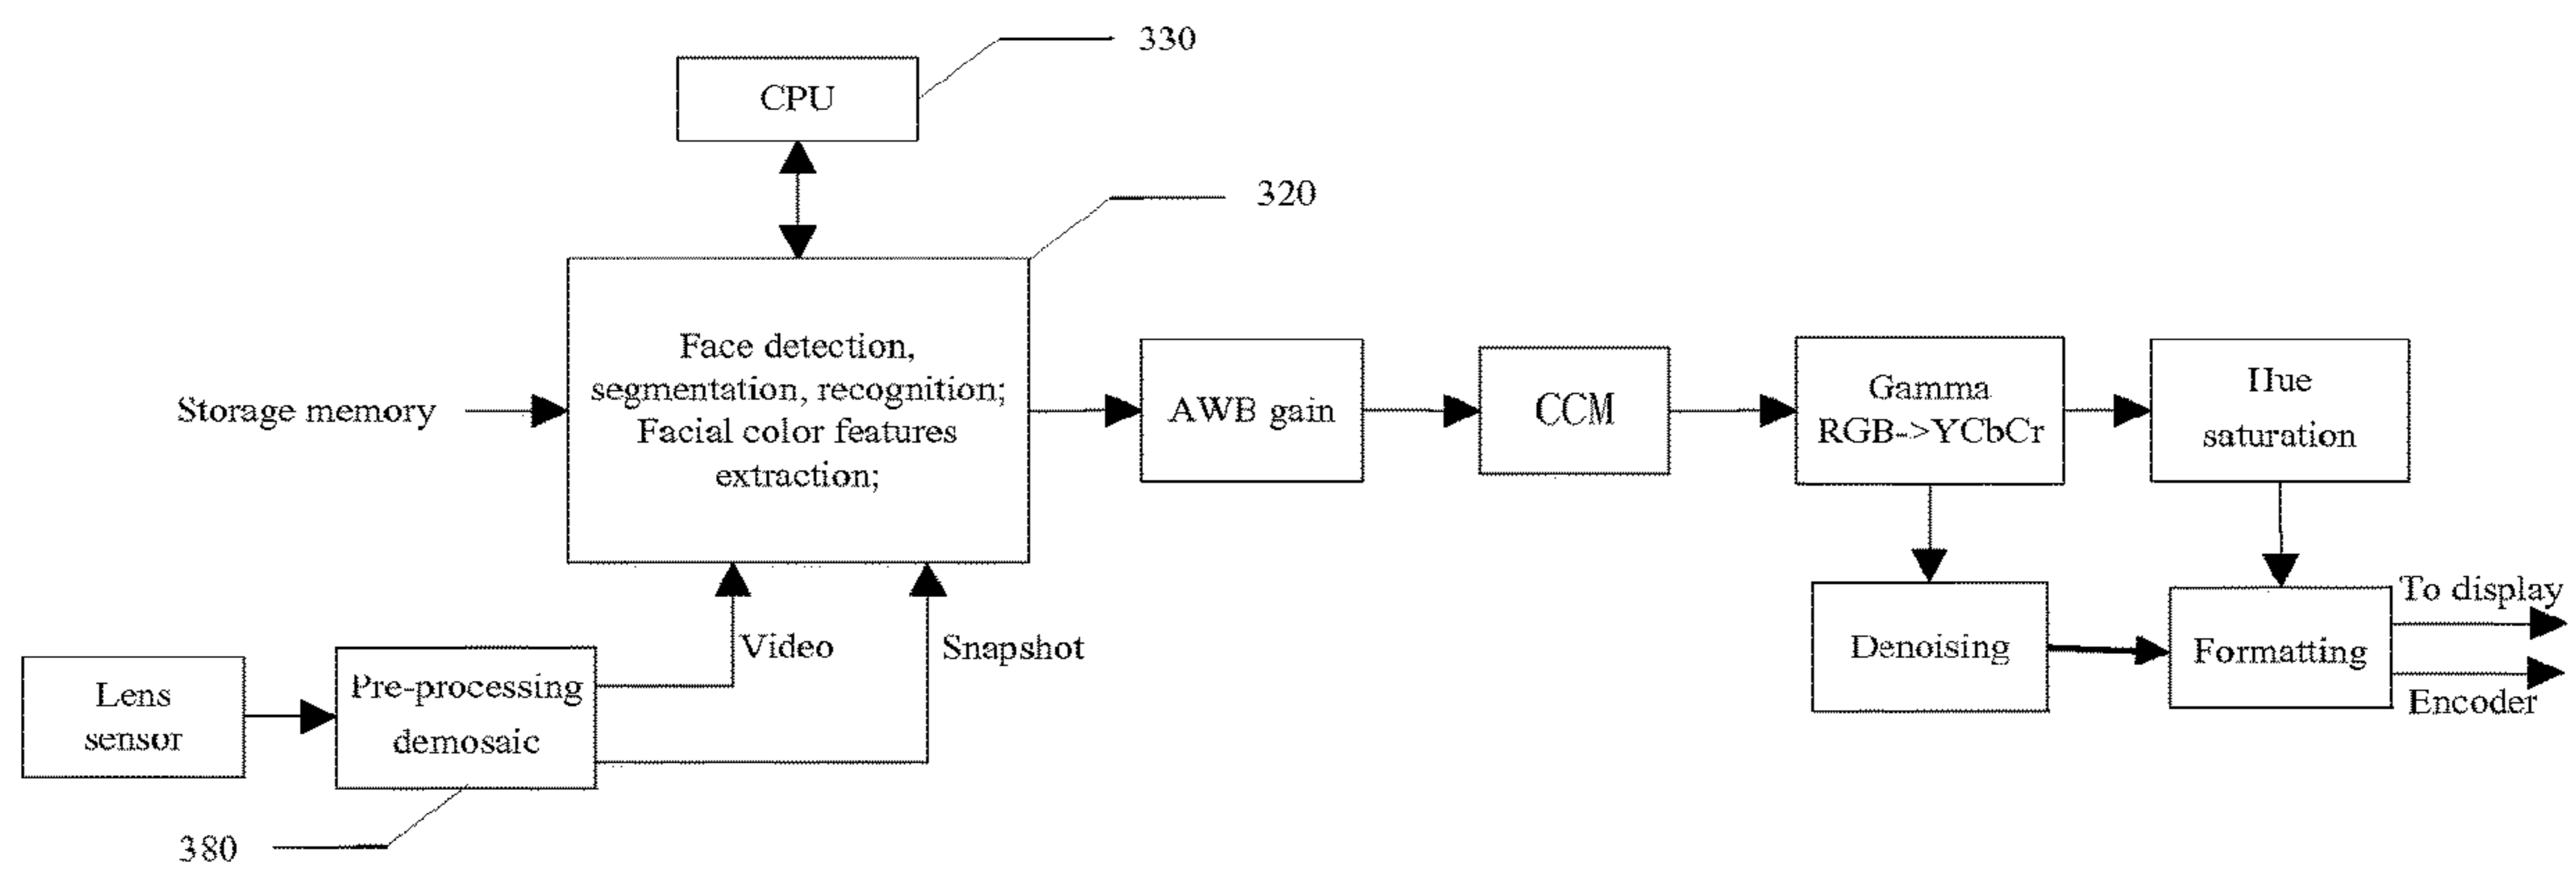 330
CPU
320
Face detection,
segmentation, recognition;
Facial color features
extraction;
Storage memory
AWB gain
CCM
Gamma
RGB->YCbCr
Hue
saturation
To display
Video
Snapshot
Denoising
Formatting
Encoder
Lens
sensor
Pre-processing
demosaic
380